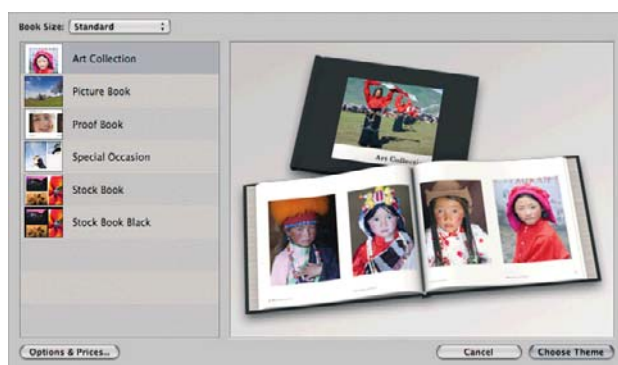 Book Size: Standard
Art Collection
Picture Book
Proof Book
Special Occasion
Stock Book
Stock Book Black
Art Collection
Options & Prices...
Cancel
Choose Theme